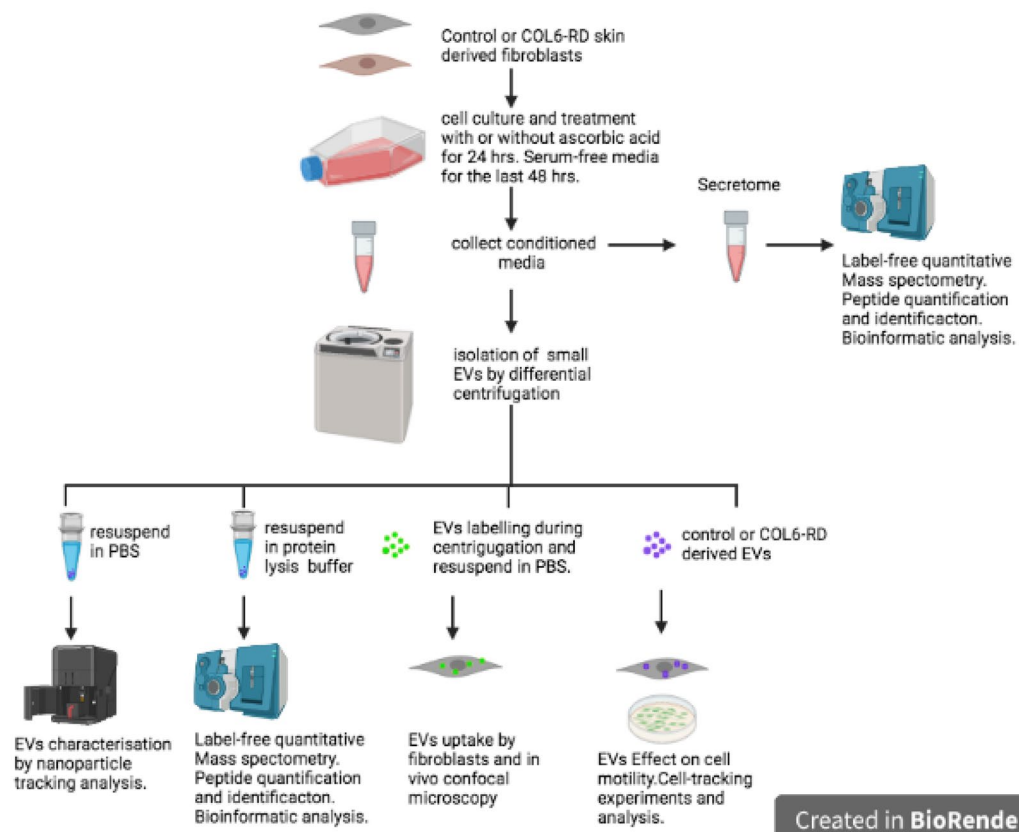 Control or COL6-RD skin
derived fibroblasts
cell culture and treatment
with or without ascorbic acid
for 24 hrs. Serum-free media
for the last 48 hrs.
collect conditioned
media
Secretome
Label-free quantitative
Mass spectometry.
Peptide quantification
and identificacton.
Bioinformatic analysis.
isolation of small
EVs by differential
centrifugation
resuspend
in PBS
resuspend
in protein
lysis buffer
EVs labelling during
centrigugation and
resuspend in PBS.
control or COL6-RD
derived EVs
EVs characterisation
by nanoparticle
tracking analysis.
Label-free quantitative
Mass spectometry.
Peptide quantification
and identificacton.
Bioinformatic analysis.
EVs uptake by
fibroblasts and in
vivo confocal
microscopy
EVs Effect on cell
motility.Cell-tracking
experiments and
analysis.
Created in BioRende